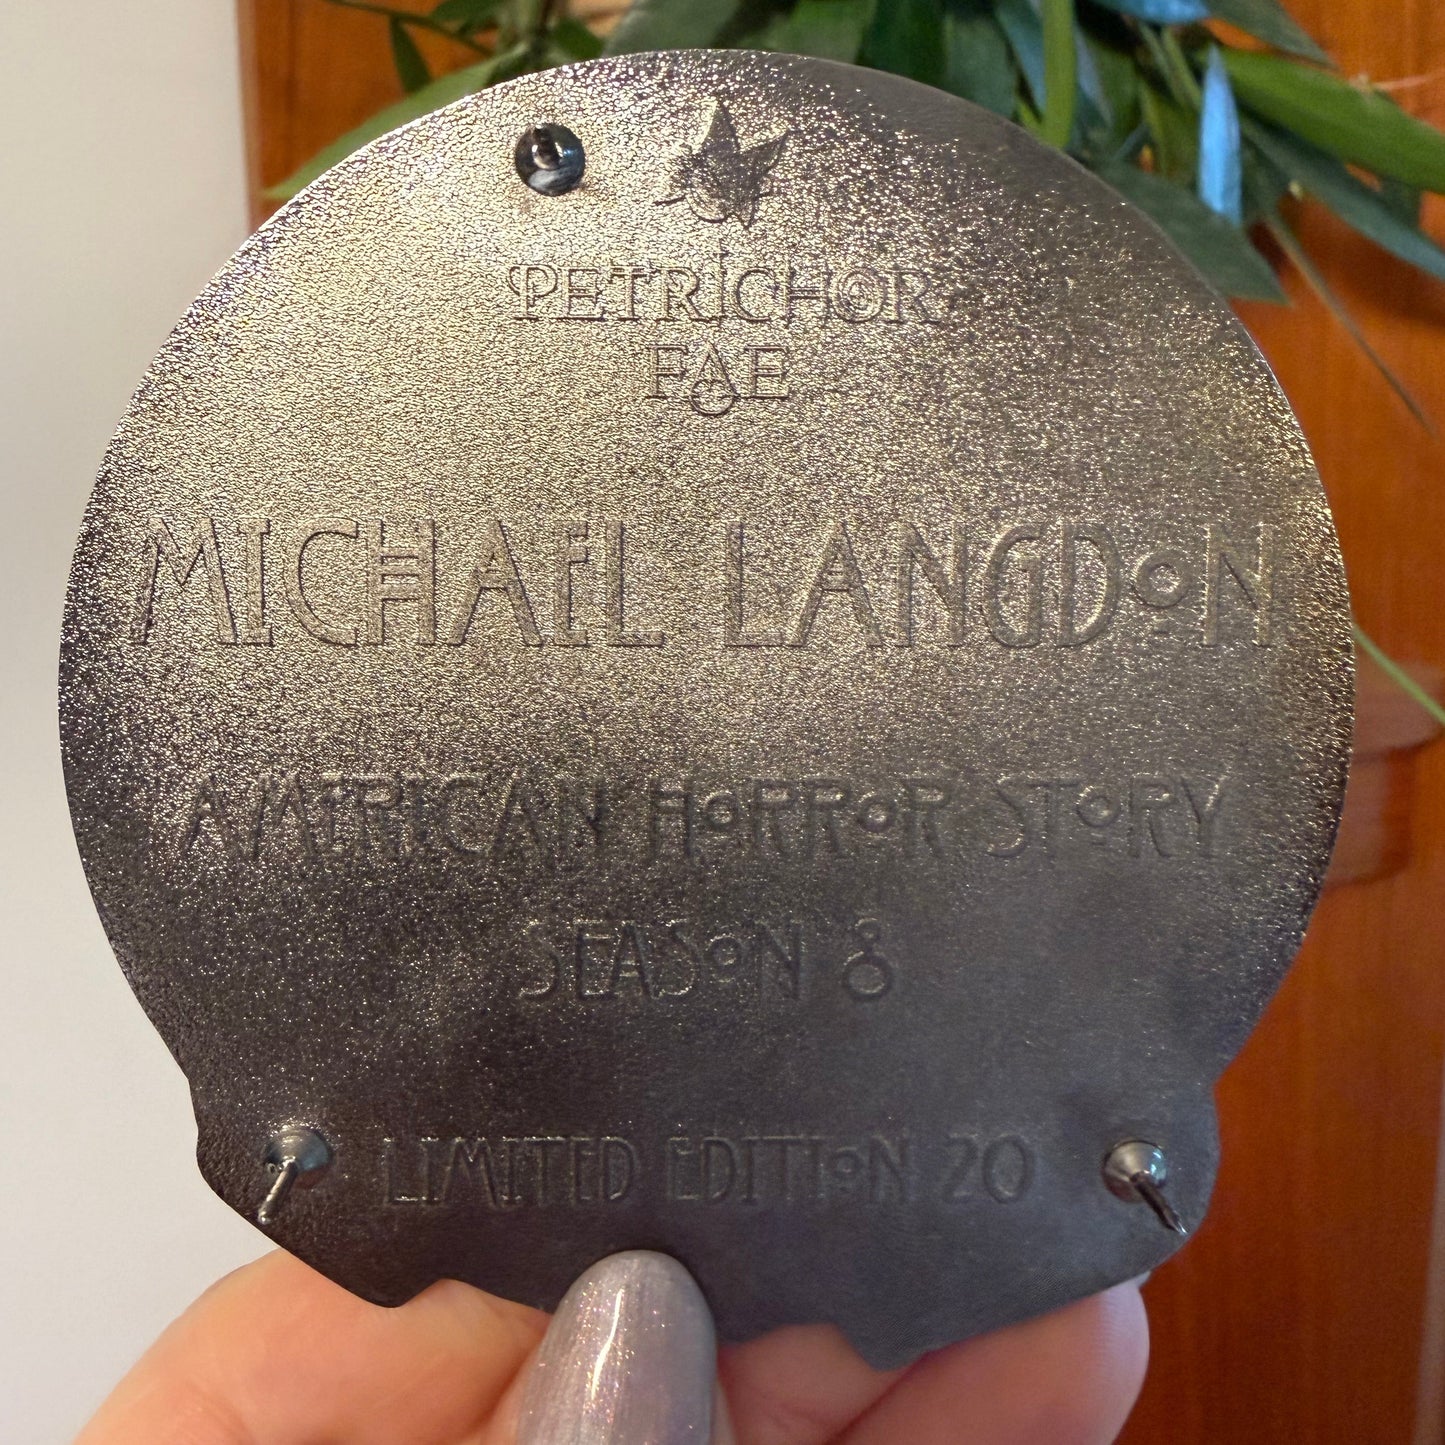 PETRICHOR
FAE
MICHAEL LANGDON
AMERICAN HORROR STORY
SEASON 8
LIMITED EDITION 20